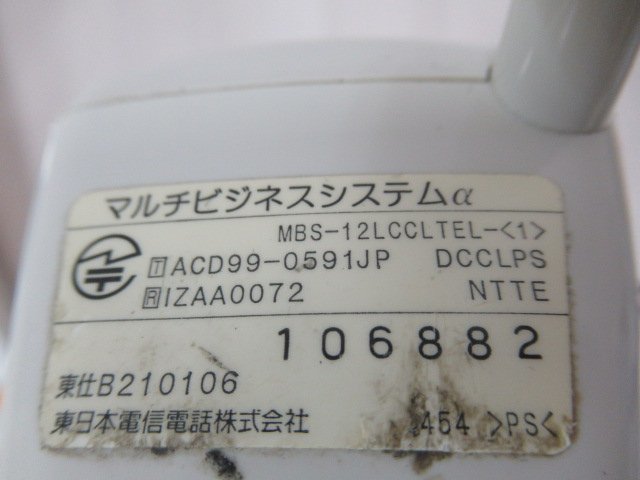 マルチビジネスシステムα
MBS-12LCCLTEL-<1>
T ACD99-0591JP DCCLPS
R IZAA0072 NTTE
106882
東仕B210106
東日本電信電話株式会社 454 >PS<